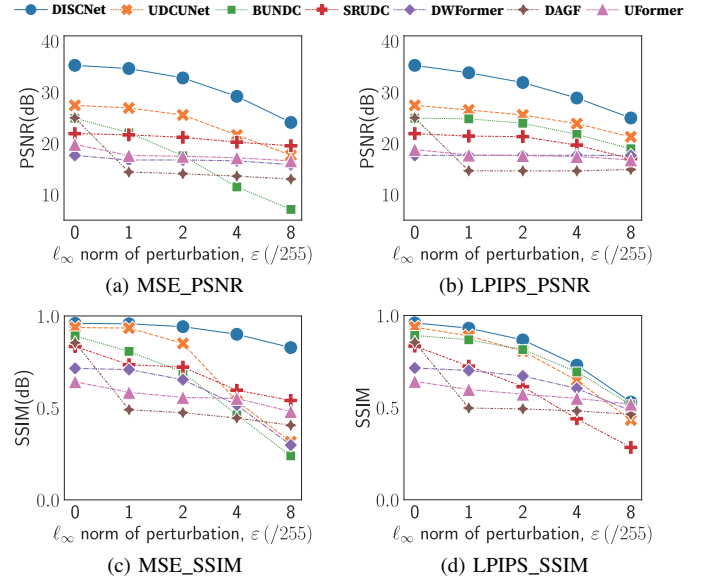 DISCNet UDCUNet BUNDC SRUDC DWFormer DAGF UFormer
40
30
20
10
PSNR(dB)
0 1 2 4 8
ℓ∞ norm of perturbation, ε (/255)
(a) MSE_PSNR
40
30
20
10
PSNR(dB)
0 1 2 4 8
ℓ∞ norm of perturbation, ε (/255)
(b) LPIPS_PSNR
1.0
0.5
0.0
SSIM(dB)
0 1 2 4 8
ℓ∞ norm of perturbation, ε (/255)
(c) MSE_SSIM
1.0
0.5
0.0
SSIM
0 1 2 4 8
ℓ∞ norm of perturbation, ε (/255)
(d) LPIPS_SSIM